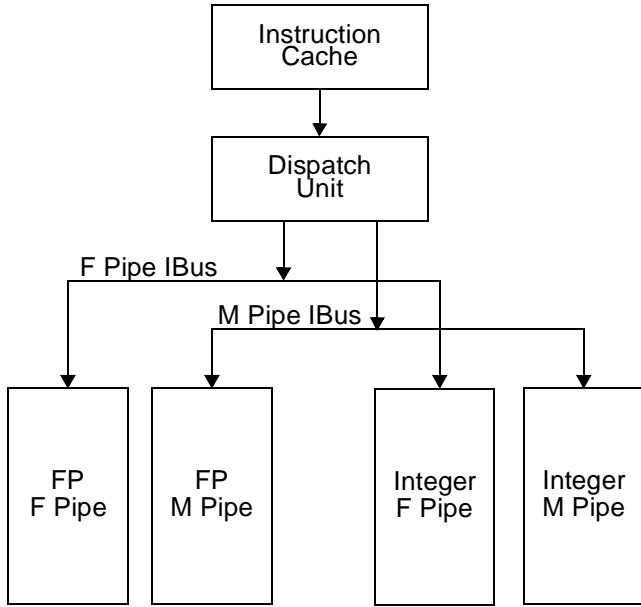 Instruction
Cache
Dispatch
Unit
F Pipe IBus
M Pipe IBus
FP
F Pipe
FP
M Pipe
Integer
F Pipe
Integer
M Pipe